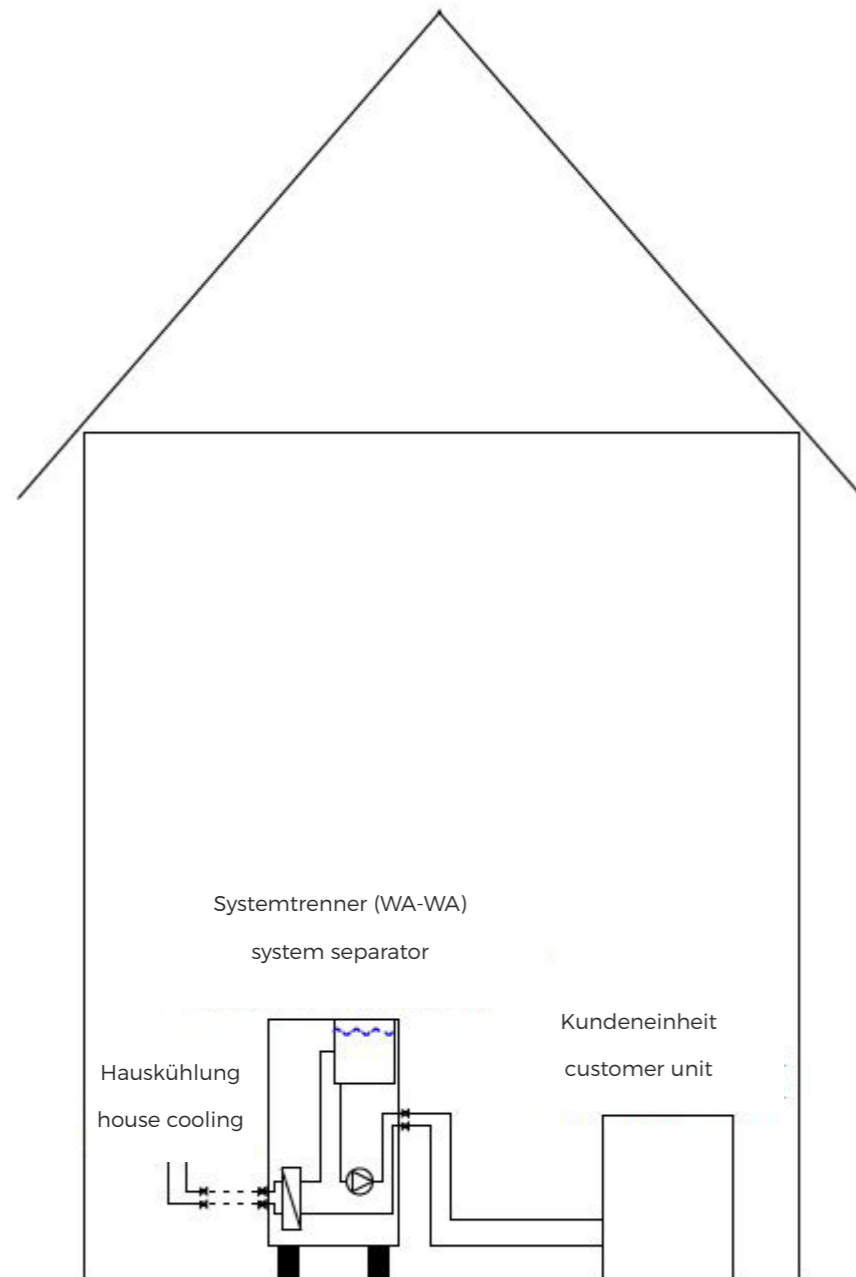 Systemtrenner (WA-WA)
system separator
Kundeneinheit
customer unit
Hauskühlung
house cooling